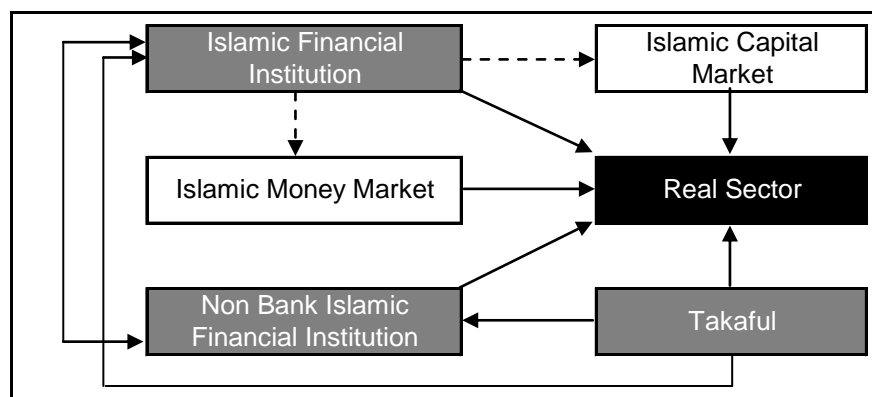 Islamic Financial
Institution
Islamic Capital
Market
Islamic Money Market
Real Sector
Non Bank Islamic
Financial Institution
Takaful